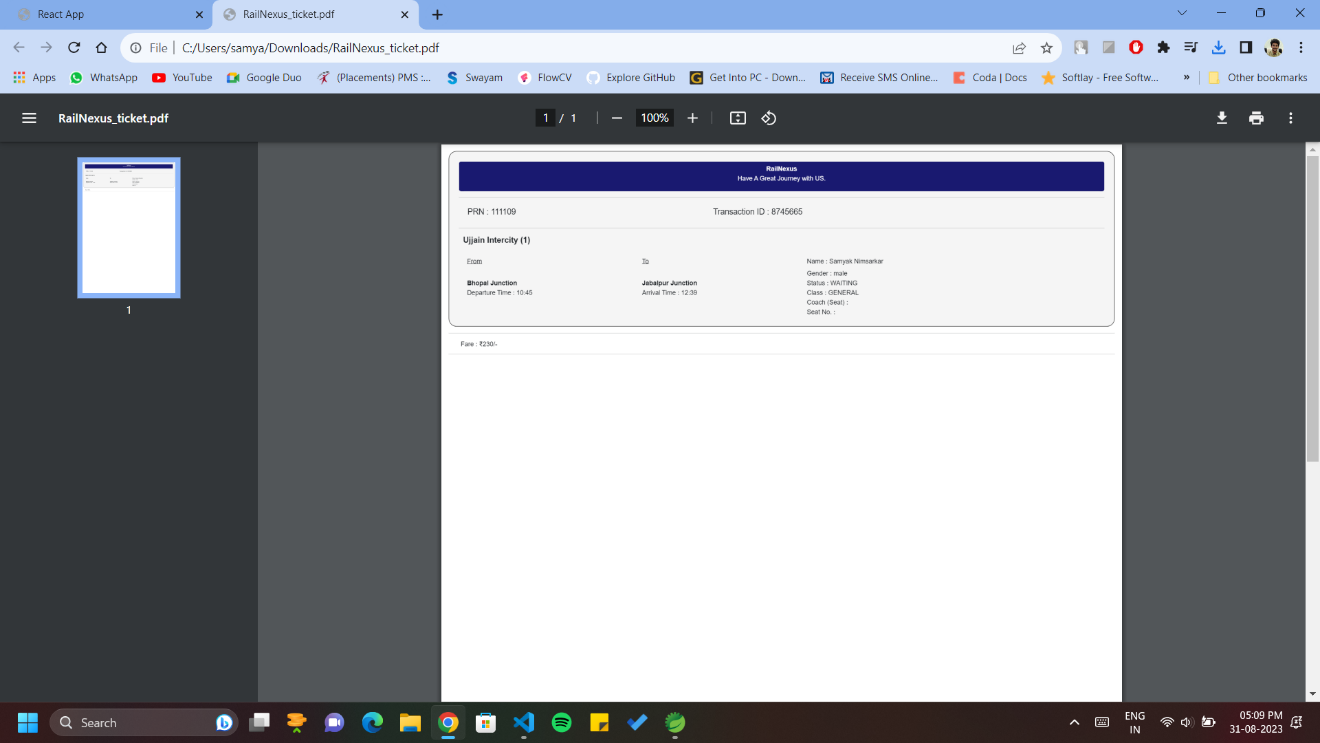 React App
RailNexus_ticket.pdf
File | C:/Users/samya/Downloads/RailNexus_ticket.pdf
Apps WhatsApp YouTube Google Duo (Placements) PMS :... Swayam FlowCV Explore GitHub Get Into PC - Down... Receive SMS Online... Coda | Docs Softlay - Free Softw... » Other bookmarks
RailNexus_ticket.pdf 1 / 1 100%
1
RailNexus
Have A Great Journey with US.
PRN : 111109 Transaction ID : 8745665
Ujjain Intercity (1)
From To Name : Samyak Nimsarkar
Gender : male
Bhopal Junction Jabalpur Junction Status : WAITING
Departure Time : 10:45 Arrival Time : 12:39 Class : GENERAL
Coach (Seat) :
Seat No. :
Fare : ₹230/-
Search
ENG
IN
05:09 PM
31-08-2023